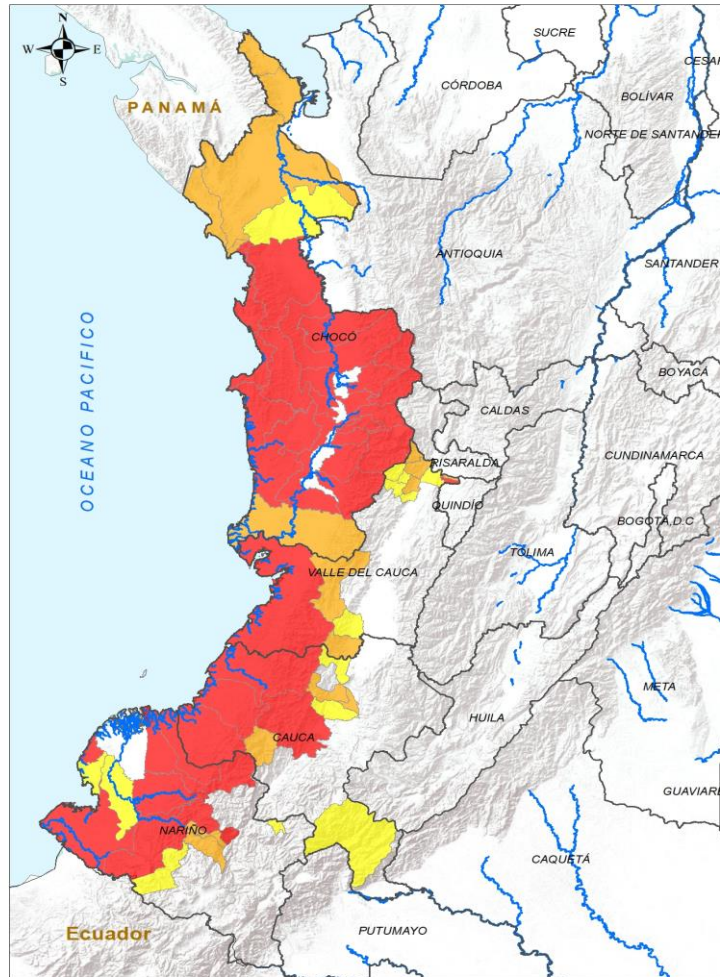 N
W E
S
SUCRE
CESAR
CÓRDOBA
BOLÍVAR
PANAMÁ
NORTE DE SANTANDER
ANTIOQUIA
SANTANDER
OCEANO PACIFICO
CHOCÓ
BOYACÁ
CALDAS
CUNDINAMARCA
RISARALDA
QUINDÍO
BOGOTÁ, D.C
TOLIMA
VALLE DEL CAUCA
META
HUILA
CAUCA
GUAVIARE
NARIÑO
CAQUETÁ
Ecuador
PUTUMAYO